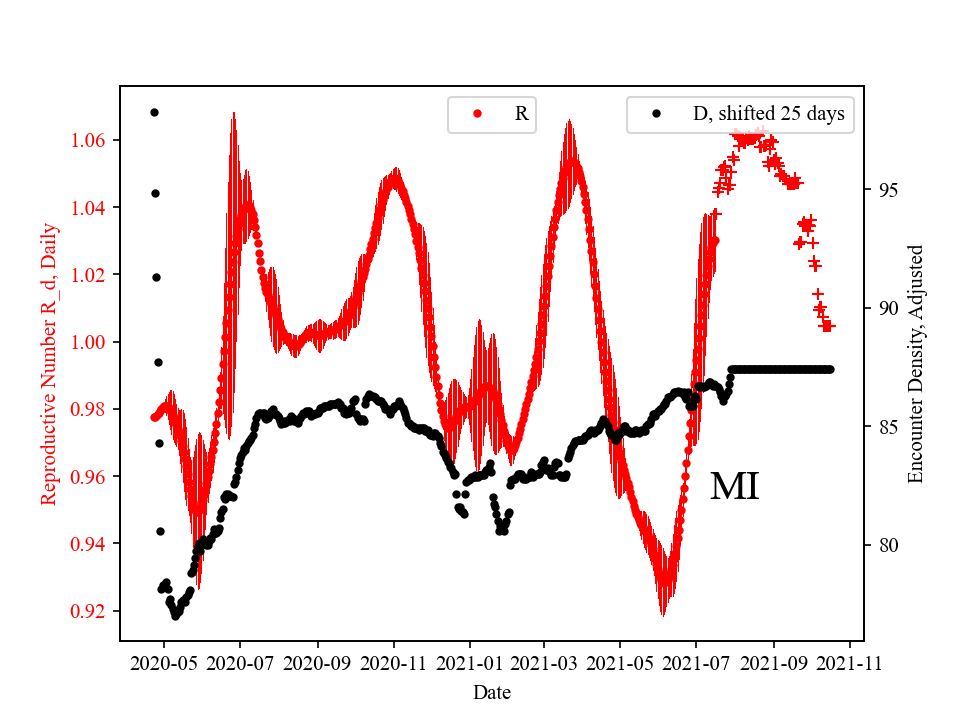 R
D, shifted 25 days
1.06
1.04
1.02
1.00
0.98
0.96
0.94
0.92
Reproductive Number R_d, Daily
95
90
85
80
Encounter Density, Adjusted
MI
2020-05 2020-07 2020-09 2020-11 2021-01 2021-03 2021-05 2021-07 2021-09 2021-11
Date